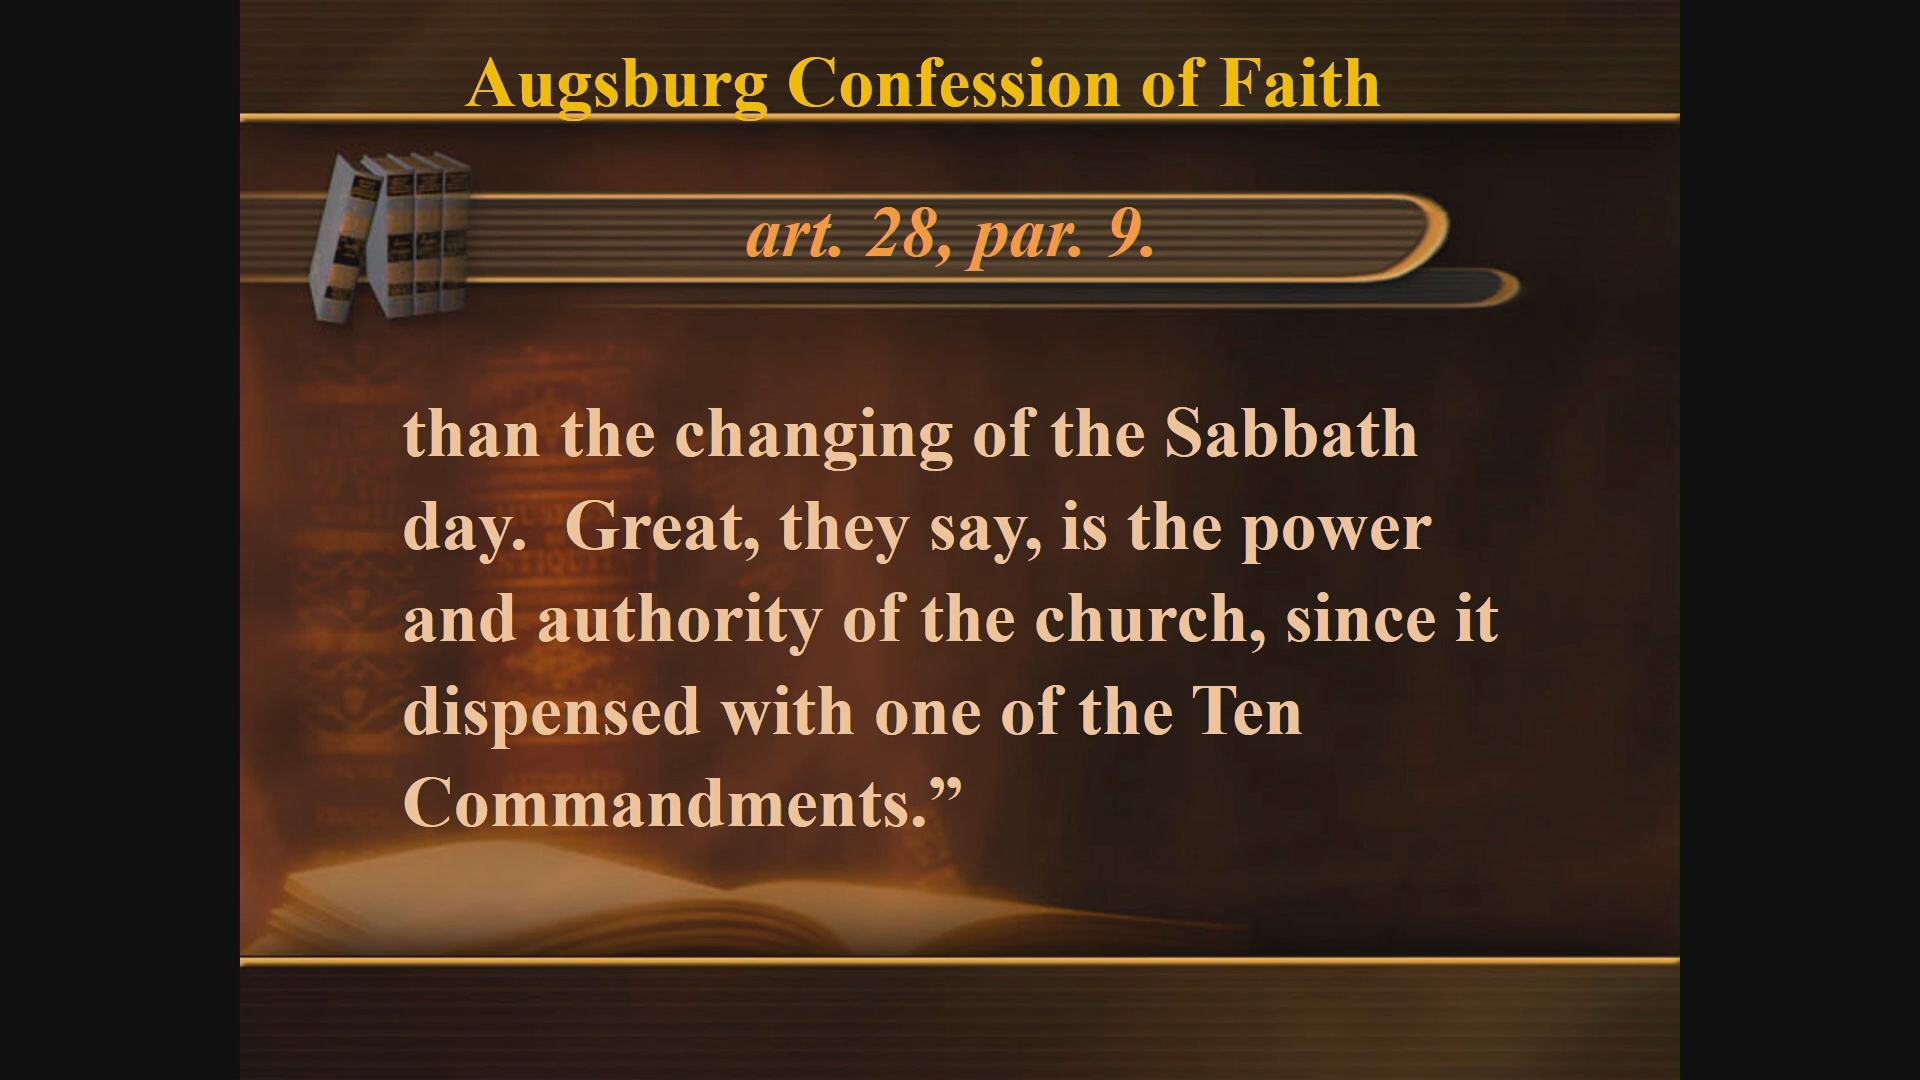 Augsburg Confession of Faith
art. 28, par. 9.
than the changing of the Sabbath
day.  Great, they say, is the power
and authority of the church, since it
dispensed with one of the Ten
Commandments.”